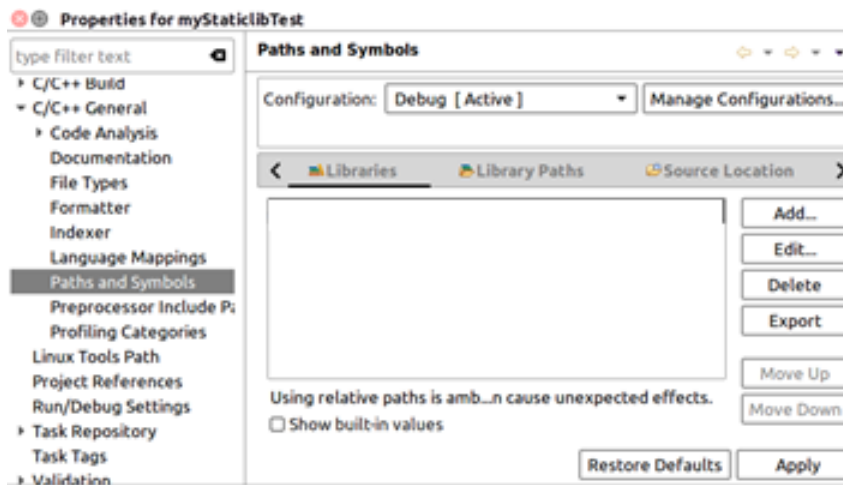 Properties for myStaticlibTest
type filter text
C/C++ Build
C/C++ General
Code Analysis
Documentation
File Types
Formatter
Indexer
Language Mappings
Paths and Symbols
Preprocessor Include Pa
Profiling Categories
Linux Tools Path
Project References
Run/Debug Settings
Task Repository
Task Tags
Validation
Paths and Symbols
Configuration: Debug [ Active ] Manage Configurations...
Libraries Library Paths Source Location
Add...
Edit...
Delete
Export
Move Up
Move Down
Using relative paths is amb...n cause unexpected effects.
Show built-in values
Restore Defaults Apply